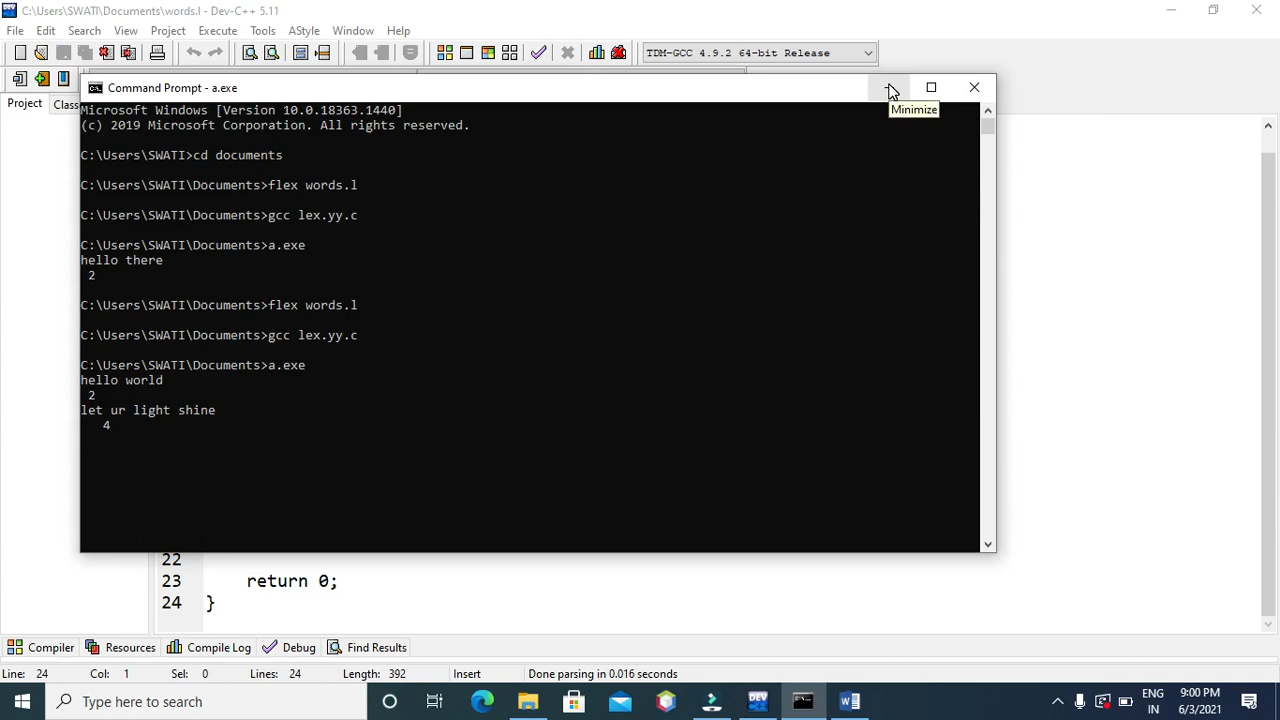 C:\Users\SWATI\Documents\words.l - Dev-C++ 5.11
File Edit Search View Project Execute Tools AStyle Window Help
TDM-GCC 4.9.2 64-bit Release
Project Class
Command Prompt - a.exe
Minimize
Microsoft Windows [Version 10.0.18363.1440]
(c) 2019 Microsoft Corporation. All rights reserved.
C:\Users\SWATI>cd documents
C:\Users\SWATI\Documents>flex words.l
C:\Users\SWATI\Documents>gcc lex.yy.c
C:\Users\SWATI\Documents>a.exe
hello there
2
C:\Users\SWATI\Documents>flex words.l
C:\Users\SWATI\Documents>gcc lex.yy.c
C:\Users\SWATI\Documents>a.exe
hello world
2
let ur light shine
4
22
23 return 0;
24 }
Compiler Resources Compile Log Debug Find Results
Line: 24 Col: 1 Sel: 0 Lines: 24 Length: 392 Insert Done parsing in 0.016 seconds
Type here to search
DEV
ENG
IN
9:00 PM
6/3/2021